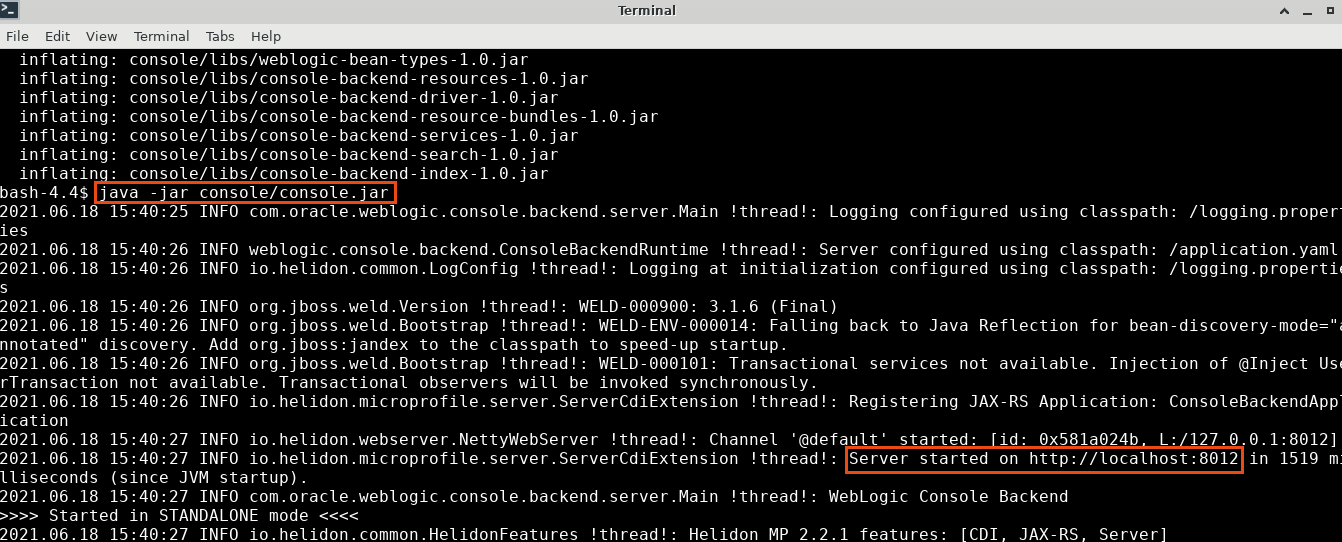 Terminal
File Edit View Terminal Tabs Help
inflating: console/libs/weblogic-bean-types-1.0.jar
inflating: console/libs/console-backend-resources-1.0.jar
inflating: console/libs/console-backend-driver-1.0.jar
inflating: console/libs/console-backend-resource-bundles-1.0.jar
inflating: console/libs/console-backend-services-1.0.jar
inflating: console/libs/console-backend-search-1.0.jar
inflating: console/libs/console-backend-index-1.0.jar
bash-4.4$ java -jar console/console.jar
2021.06.18 15:40:25 INFO com.oracle.weblogic.console.backend.server.Main !thread!: Logging configured using classpath: /logging.propert
ies
2021.06.18 15:40:26 INFO weblogic.console.backend.ConsoleBackendRuntime !thread!: Server configured using classpath: /application.yaml
2021.06.18 15:40:26 INFO io.helidon.common.LogConfig !thread!: Logging at initialization configured using classpath: /logging.propertie
s
2021.06.18 15:40:26 INFO org.jboss.weld.Version !thread!: WELD-000900: 3.1.6 (Final)
2021.06.18 15:40:26 INFO org.jboss.weld.Bootstrap !thread!: WELD-ENV-000014: Falling back to Java Reflection for bean-discovery-mode="a
nnotated" discovery. Add org.jboss:jandex to the classpath to speed-up startup.
2021.06.18 15:40:26 INFO org.jboss.weld.Bootstrap !thread!: WELD-000101: Transactional services not available. Injection of @Inject Use
rTransaction not available. Transactional observers will be invoked synchronously.
2021.06.18 15:40:26 INFO io.helidon.microprofile.server.ServerCdiExtension !thread!: Registering JAX-RS Application: ConsoleBackendAppl
ication
2021.06.18 15:40:27 INFO io.helidon.webserver.NettyWebServer !thread!: Channel '@default' started: [id: 0x581a024b, L:/127.0.0.1:8012]
2021.06.18 15:40:27 INFO io.helidon.microprofile.server.ServerCdiExtension !thread!: Server started on http://localhost:8012 in 1519 mi
lliseconds (since JVM startup).
2021.06.18 15:40:27 INFO com.oracle.weblogic.console.backend.server.Main !thread!: WebLogic Console Backend
>>>> Started in STANDALONE mode <<<<
2021.06.18 15:40:27 INFO io.helidon.common.HelidonFeatures !thread!: Helidon MP 2.2.1 features: [CDI, JAX-RS, Server]